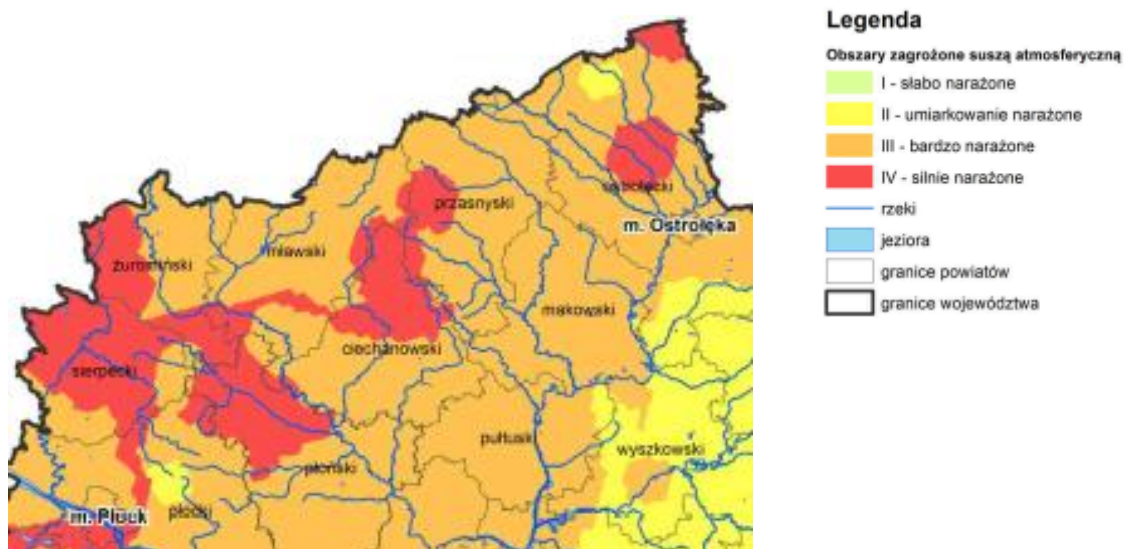 Legenda
Obszary zagrożone suszą atmosferyczną
I - słabo narażone
II - umiarkowanie narażone
III - bardzo narażone
IV - silnie narażone
rzeki
jeziora
granice powiatów
granice województwa
przasnyski
m. Ostrołęka
mławski
żuromiński
makowski
ciechanowski
sierpecki
pułtuski
wyszkowski
płoński
m. Płock
płocki